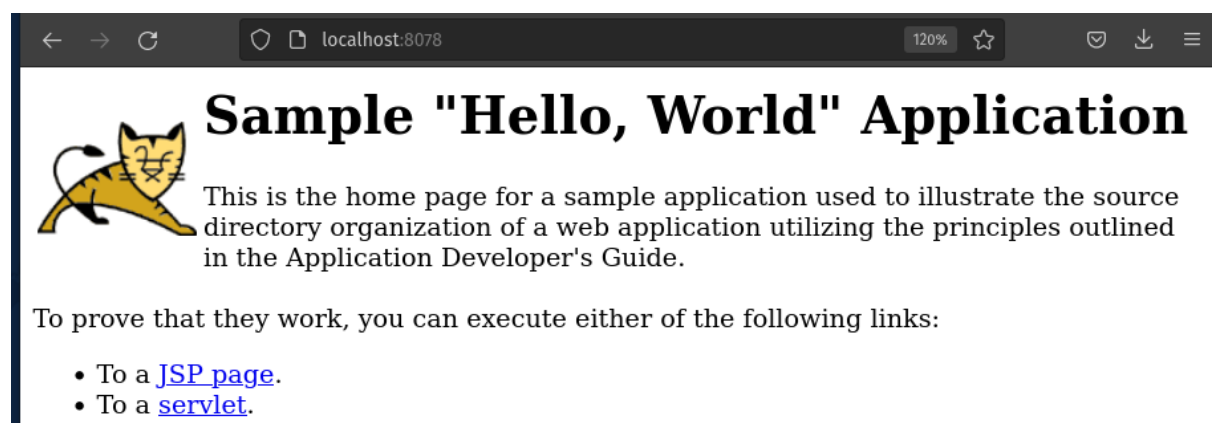 localhost:8078
120%
Sample "Hello, World" Application
This is the home page for a sample application used to illustrate the source
directory organization of a web application utilizing the principles outlined
in the Application Developer's Guide.
To prove that they work, you can execute either of the following links:
• To a JSP page.
• To a servlet.